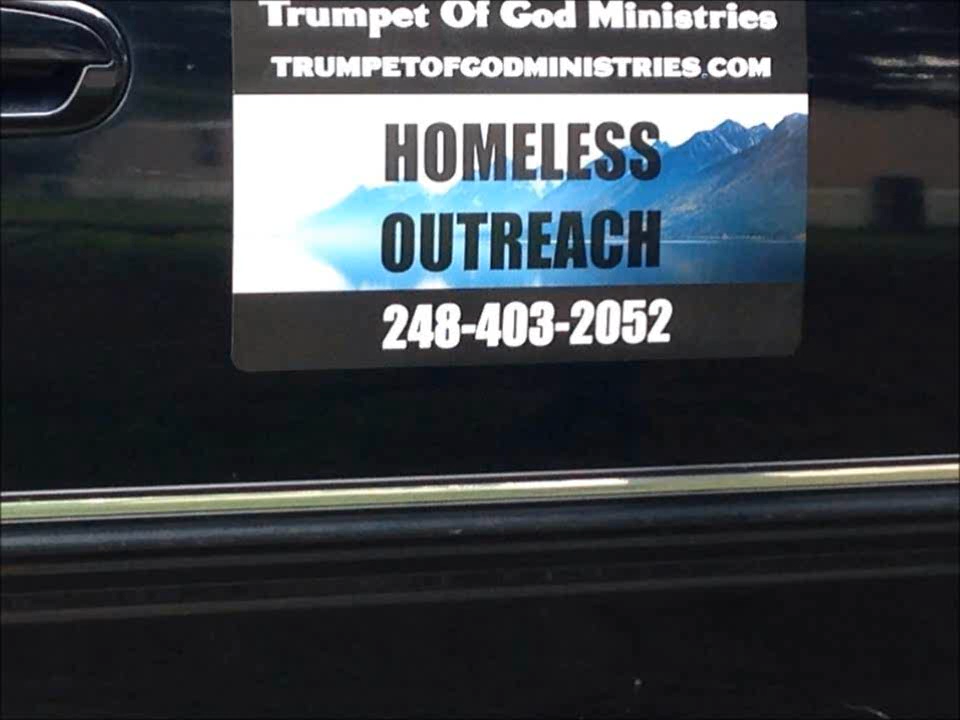 Trumpet Of God Ministries
TRUMPETOFGODMINISTRIES.COM
HOMELESS
OUTREACH
248-403-2052